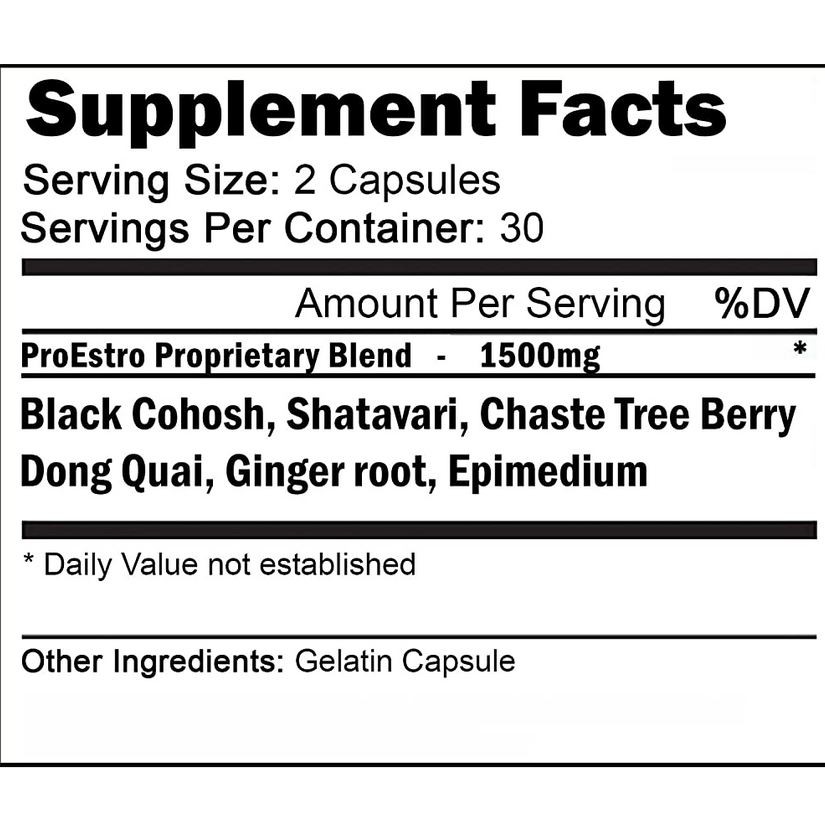 Supplement Facts
Serving Size: 2 Capsules
Servings Per Container: 30
Amount Per Serving %DV
ProEstro Proprietary Blend - 1500mg *
Black Cohosh, Shatavari, Chaste Tree Berry
Dong Quai, Ginger root, Epimedium
* Daily Value not established
Other Ingredients: Gelatin Capsule